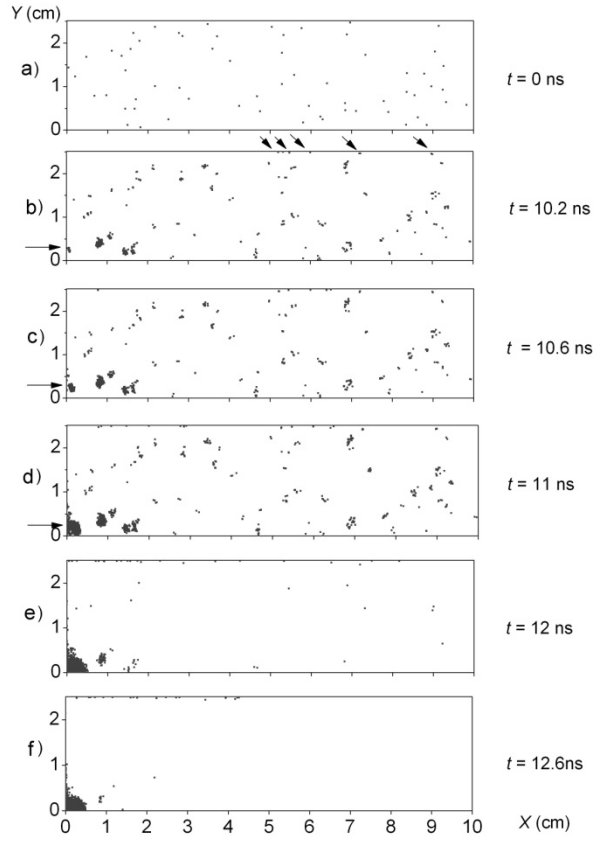 Y (cm)
a)
2
1
0
t = 0 ns
b)
2
1
0
t = 10.2 ns
c)
2
1
0
t = 10.6 ns
d)
2
1
0
t = 11 ns
e)
2
1
0
t = 12 ns
f)
2
1
0
t = 12.6ns
0 1 2 3 4 5 6 7 8 9 10
X (cm)